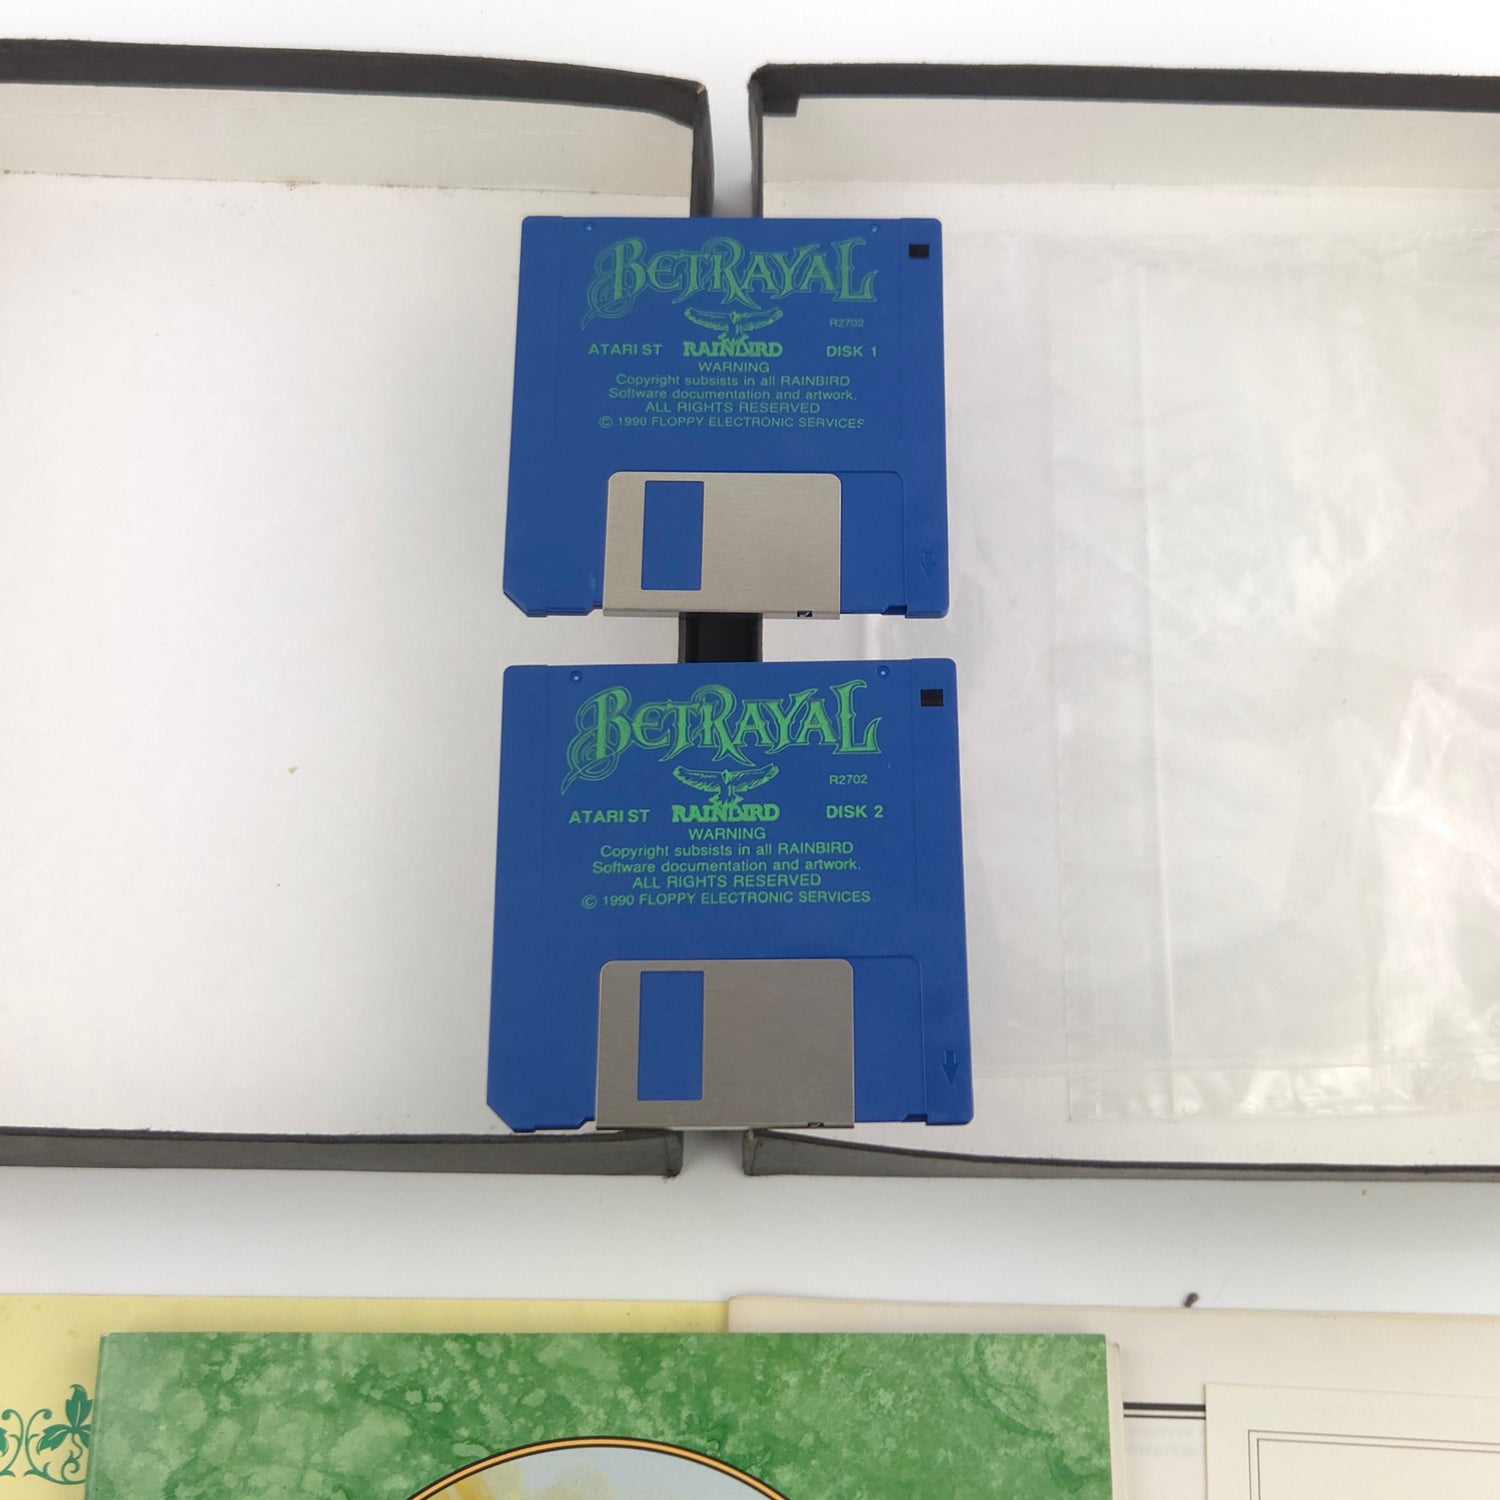 BETRAYAL
R2702
ATARI ST RAINBIRD DISK 1
WARNING
Copyright subsists in all RAINBIRD
Software documentation and artwork.
ALL RIGHTS RESERVED
© 1990 FLOPPY ELECTRONIC SERVICES
BETRAYAL
R2702
ATARI ST RAINBIRD DISK 2
WARNING
Copyright subsists in all RAINBIRD
Software documentation and artwork.
ALL RIGHTS RESERVED
© 1990 FLOPPY ELECTRONIC SERVICES